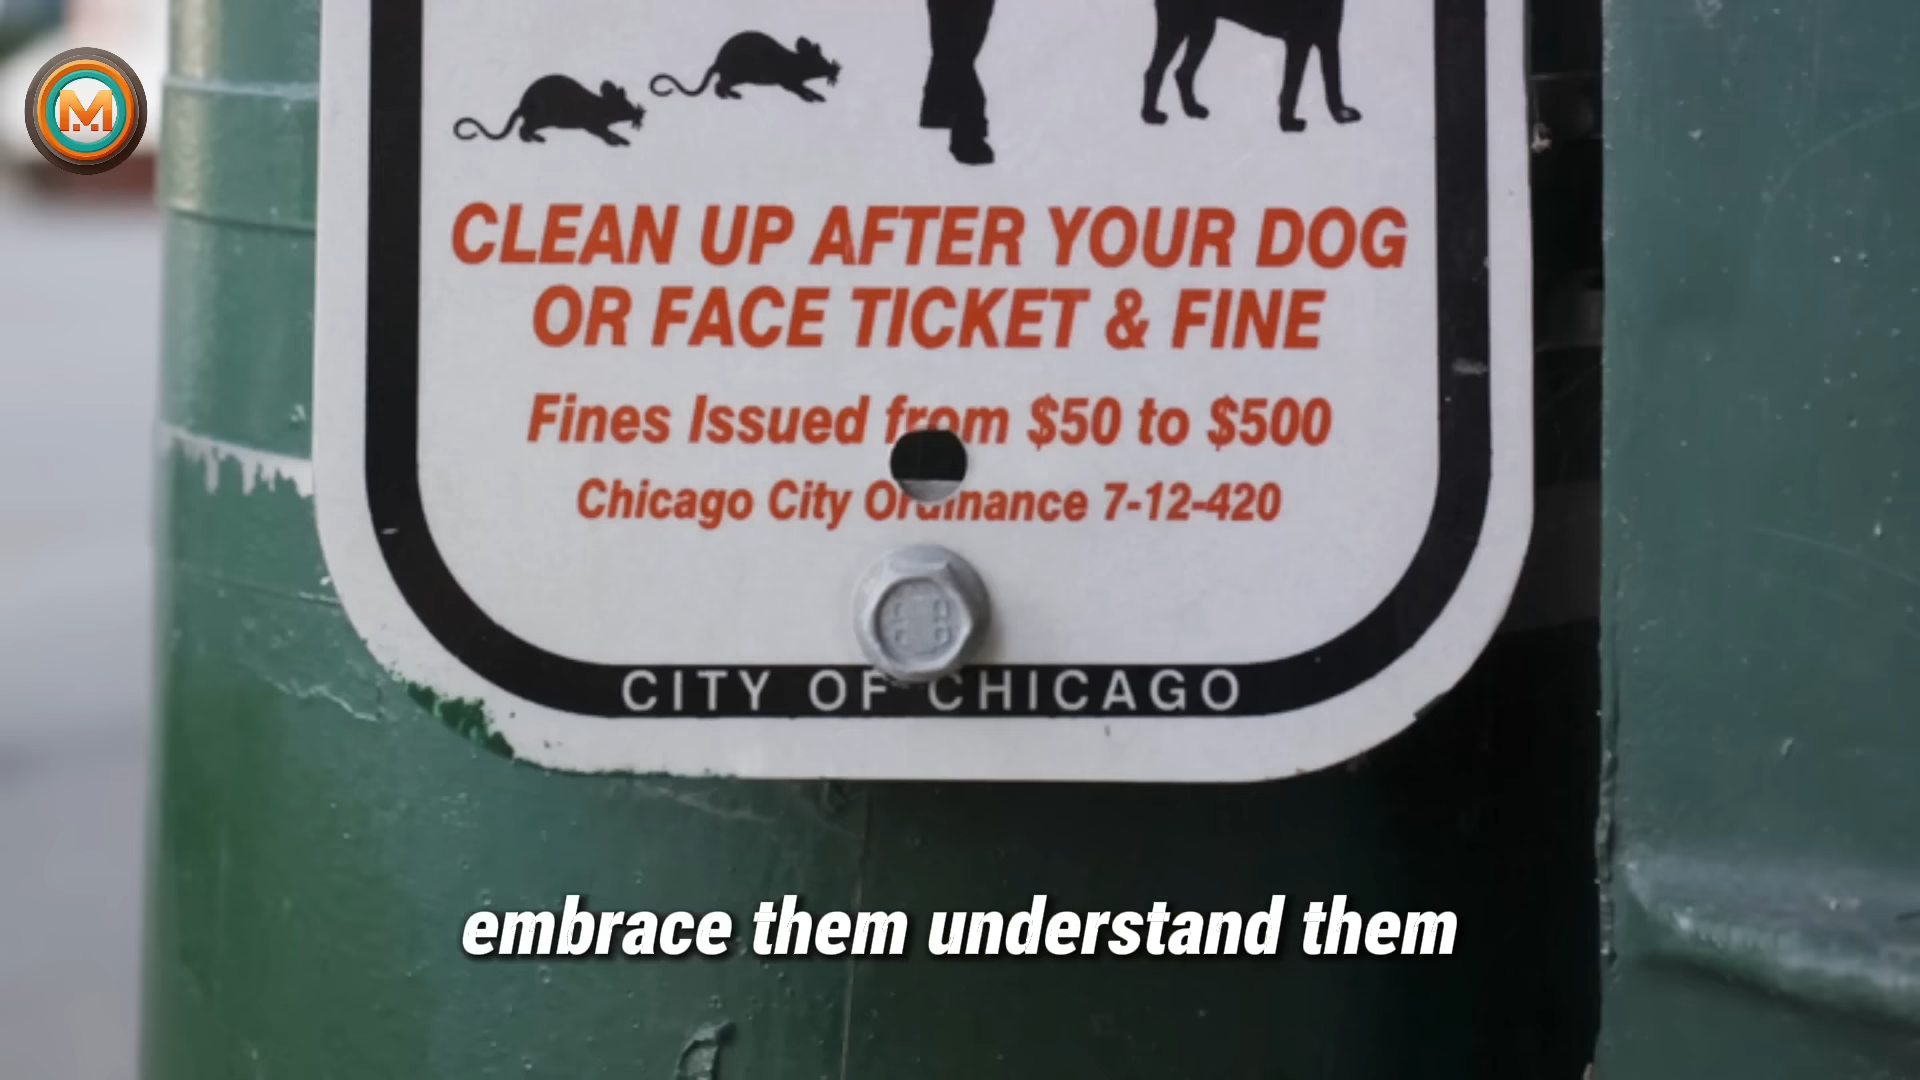 M
CLEAN UP AFTER YOUR DOG
OR FACE TICKET & FINE
Fines Issued from $50 to $500
Chicago City Ordinance 7-12-420
CITY OF CHICAGO
embrace them understand them